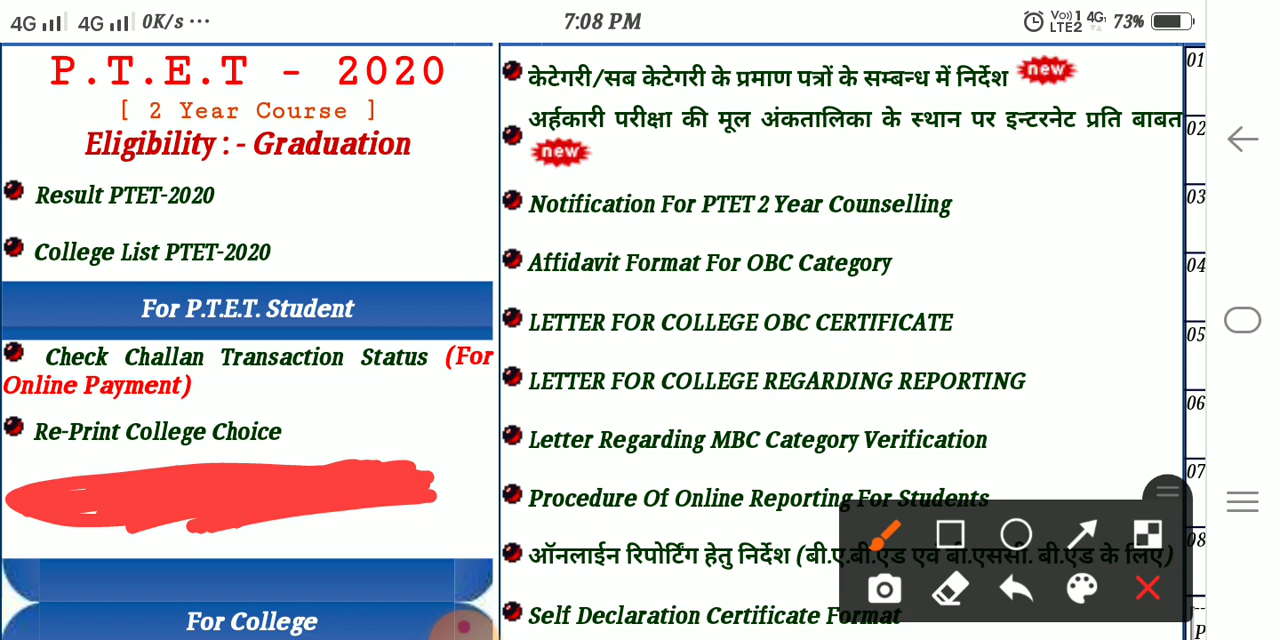 4G 4G 0K/s ... 7:08 PM Vo)) 1 4G LTE2 73%
P.T.E.T - 2020
[ 2 Year Course ]
Eligibility : - Graduation
Result PTET-2020
College List PTET-2020
For P.T.E.T. Student
Check Challan Transaction Status (For
Online Payment)
Re-Print College Choice
For College
केटेगरी/सब केटेगरी के प्रमाण पत्रों के सम्बन्ध में निर्देश new
अर्हकारी परीक्षा की मूल अंकतालिका के स्थान पर इन्टरनेट प्रति बाबत
new
Notification For PTET 2 Year Counselling
Affidavit Format For OBC Category
LETTER FOR COLLEGE OBC CERTIFICATE
LETTER FOR COLLEGE REGARDING REPORTING
Letter Regarding MBC Category Verification
Procedure Of Online Reporting For Students
ऑनलाईन रिपोर्टिंग हेतु निर्देश (बी.ए.बी.एड एवं बी.एससी. बी.एड के लिए)
Self Declaration Certificate Format
01
02
03
04
05
06
07
08
P